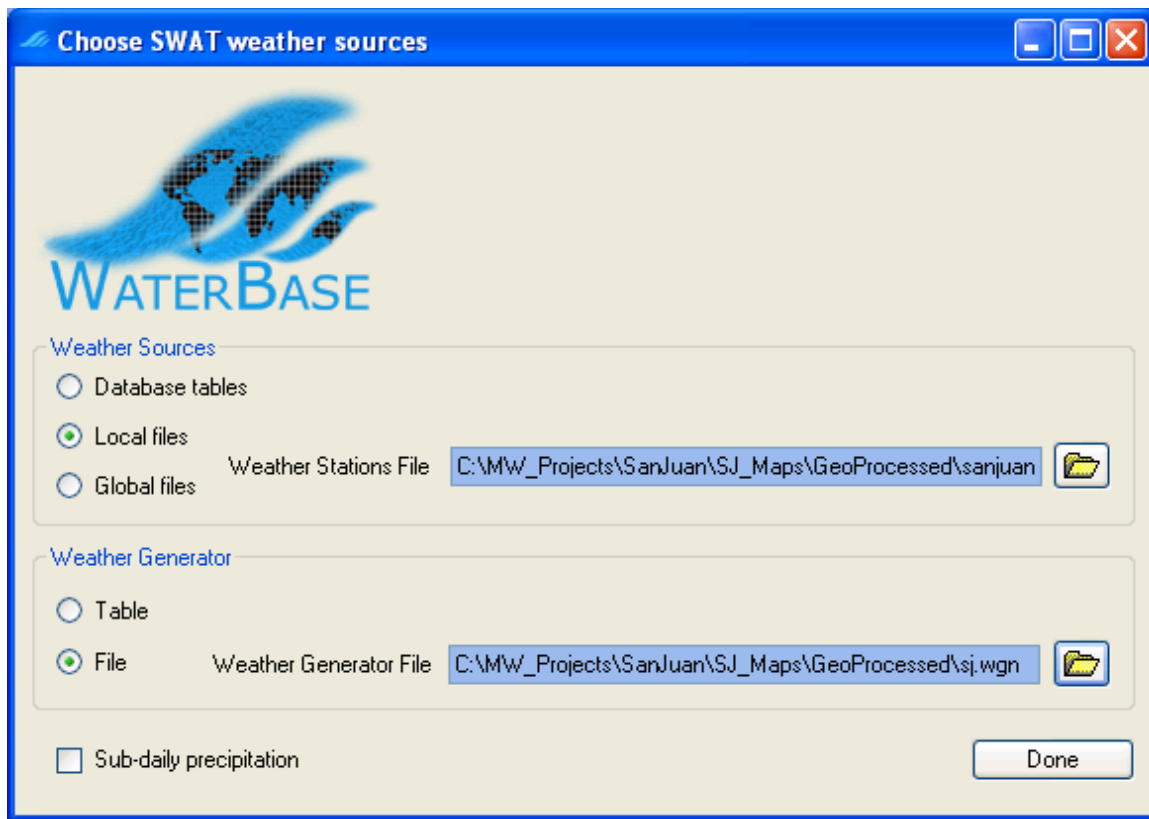 Choose SWAT weather sources
WATERBASE
Weather Sources
Database tables
Local files
Weather Stations File C:\MW_Projects\SanJuan\SJ_Maps\GeoProcessed\sanjuan
Global files
Weather Generator
Table
File Weather Generator File C:\MW_Projects\SanJuan\SJ_Maps\GeoProcessed\sj.wgn
Sub-daily precipitation Done